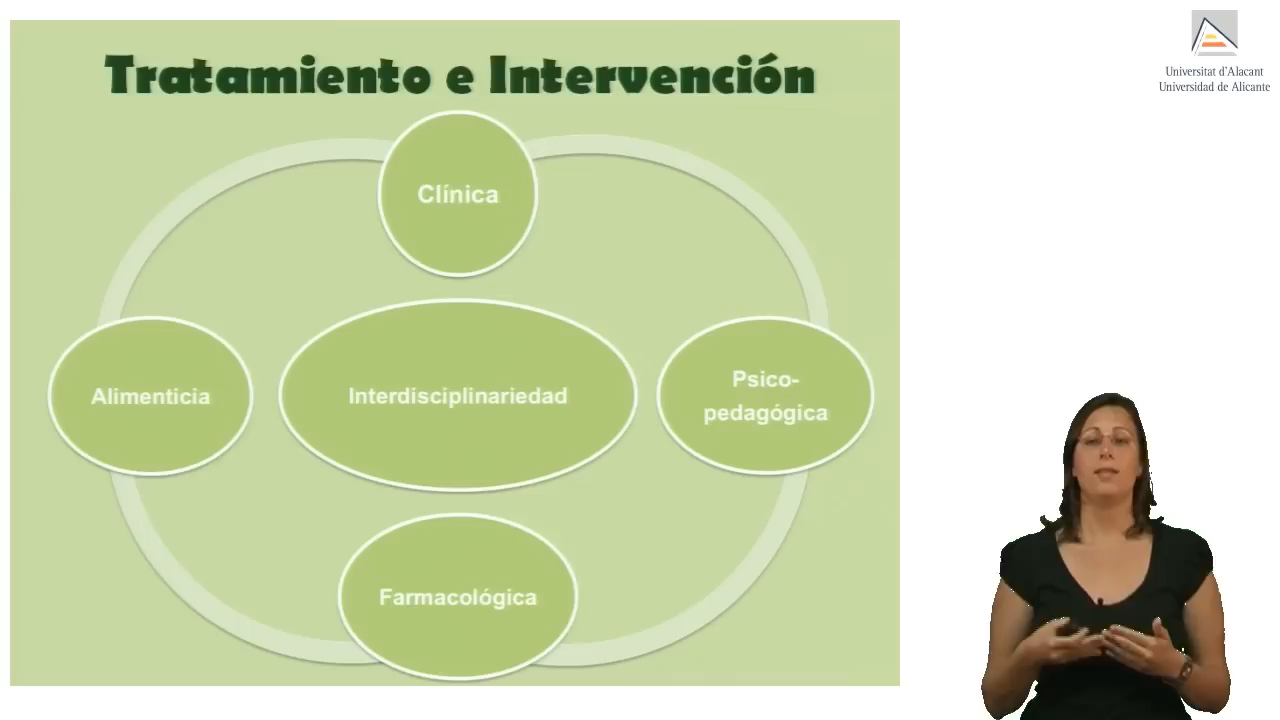 Tratamiento e Intervención
Universitat d'Alacant
Universidad de Alicante
Clínica
Alimenticia
Interdisciplinariedad
Psico-
pedagógica
Farmacológica